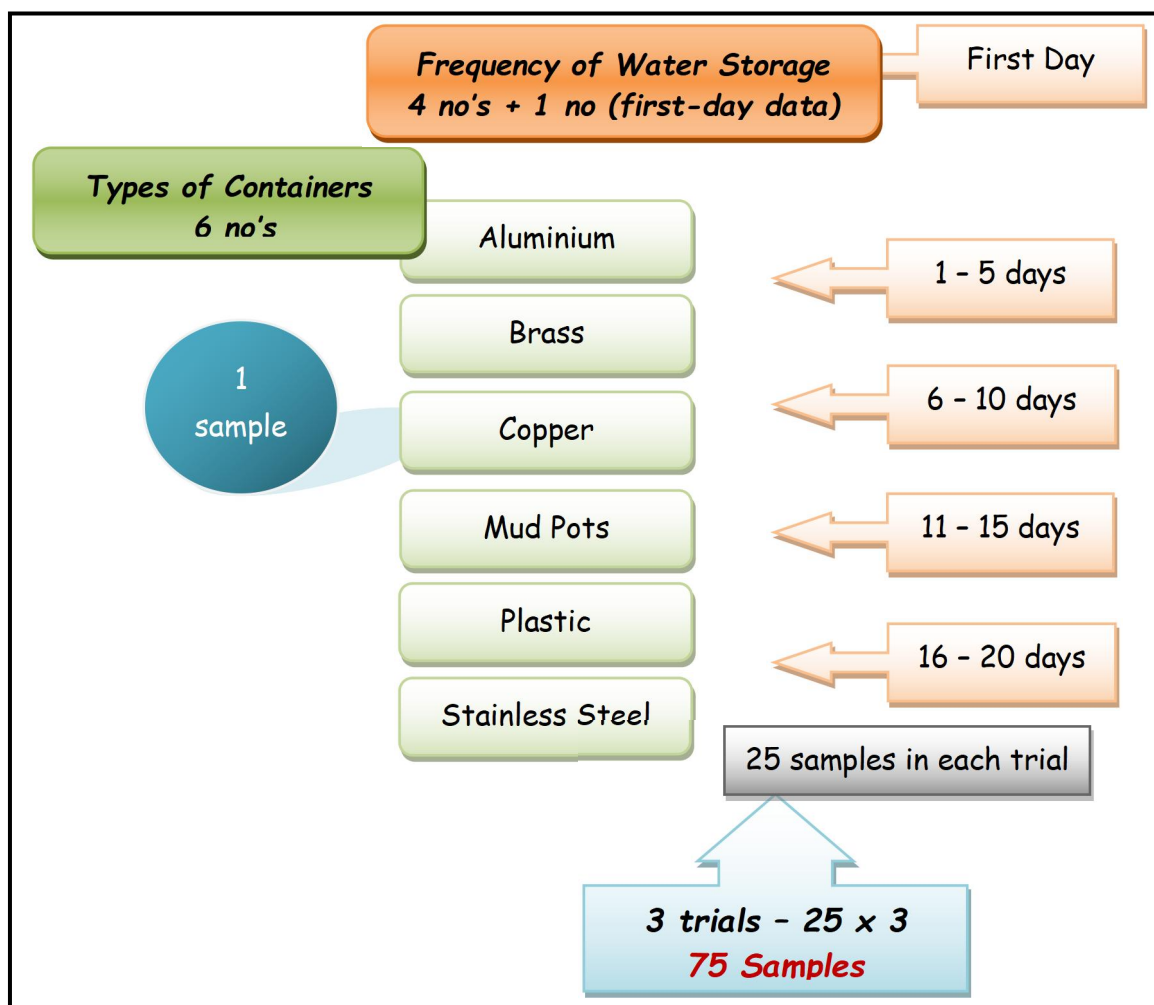 Frequency of Water Storage
4 no's + 1 no (first-day data)
First Day
Types of Containers
6 no's
Aluminium
Brass
Copper
Mud Pots
Plastic
Stainless Steel
1
sample
1 – 5 days
6 – 10 days
11 – 15 days
16 – 20 days
25 samples in each trial
3 trials – 25 x 3
75 Samples